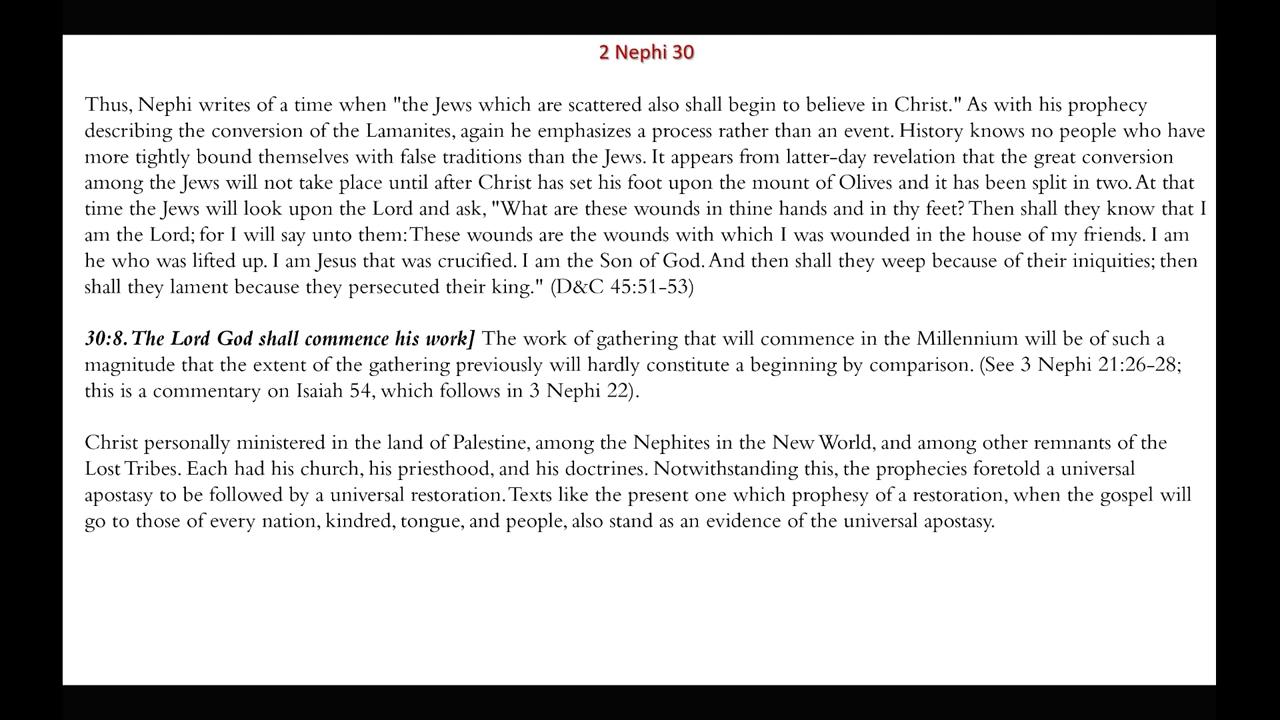 2 Nephi 30
Thus, Nephi writes of a time when "the Jews which are scattered also shall begin to believe in Christ." As with his prophecy
describing the conversion of the Lamanites, again he emphasizes a process rather than an event. History knows no people who have
more tightly bound themselves with false traditions than the Jews. It appears from latter-day revelation that the great conversion
among the Jews will not take place until after Christ has set his foot upon the mount of Olives and it has been split in two. At that
time the Jews will look upon the Lord and ask, "What are these wounds in thine hands and in thy feet? Then shall they know that I
am the Lord; for I will say unto them: These wounds are the wounds with which I was wounded in the house of my friends. I am
he who was lifted up. I am Jesus that was crucified. I am the Son of God. And then shall they weep because of their iniquities; then
shall they lament because they persecuted their king." (D&C 45:51-53)
30:8. The Lord God shall commence his work] The work of gathering that will commence in the Millennium will be of such a
magnitude that the extent of the gathering previously will hardly constitute a beginning by comparison. (See 3 Nephi 21:26-28;
this is a commentary on Isaiah 54, which follows in 3 Nephi 22).
Christ personally ministered in the land of Palestine, among the Nephites in the New World, and among other remnants of the
Lost Tribes. Each had his church, his priesthood, and his doctrines. Notwithstanding this, the prophecies foretold a universal
apostasy to be followed by a universal restoration. Texts like the present one which prophesy of a restoration, when the gospel will
go to those of every nation, kindred, tongue, and people, also stand as an evidence of the universal apostasy.